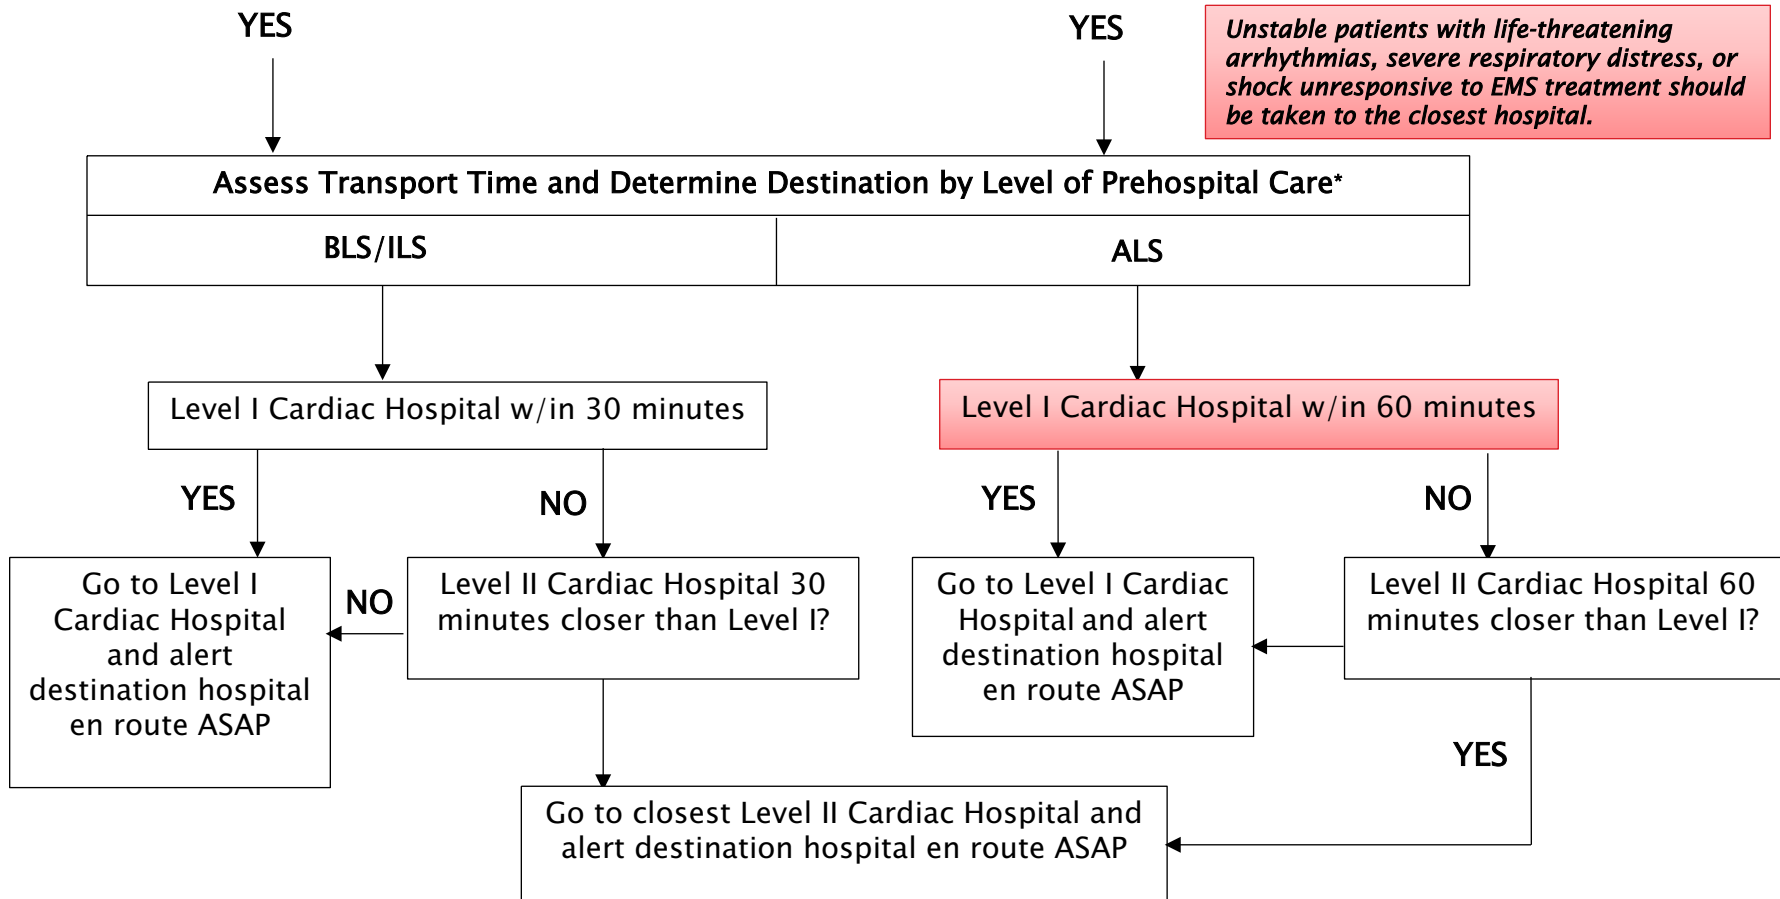 YES
YES
Unstable patients with life-threatening
arrhythmias, severe respiratory distress, or
shock unresponsive to EMS treatment should
be taken to the closest hospital.
Assess Transport Time and Determine Destination by Level of Prehospital Care*
BLS/ILS
ALS
Level I Cardiac Hospital w/in 30 minutes
Level I Cardiac Hospital w/in 60 minutes
YES
NO
YES
NO
Go to Level I
Cardiac Hospital
and alert
destination hospital
en route ASAP
NO
Level II Cardiac Hospital 30
minutes closer than Level I?
Go to Level I Cardiac
Hospital and alert
destination hospital
en route ASAP
Level II Cardiac Hospital 60
minutes closer than Level I?
YES
Go to closest Level II Cardiac Hospital and
alert destination hospital en route ASAP